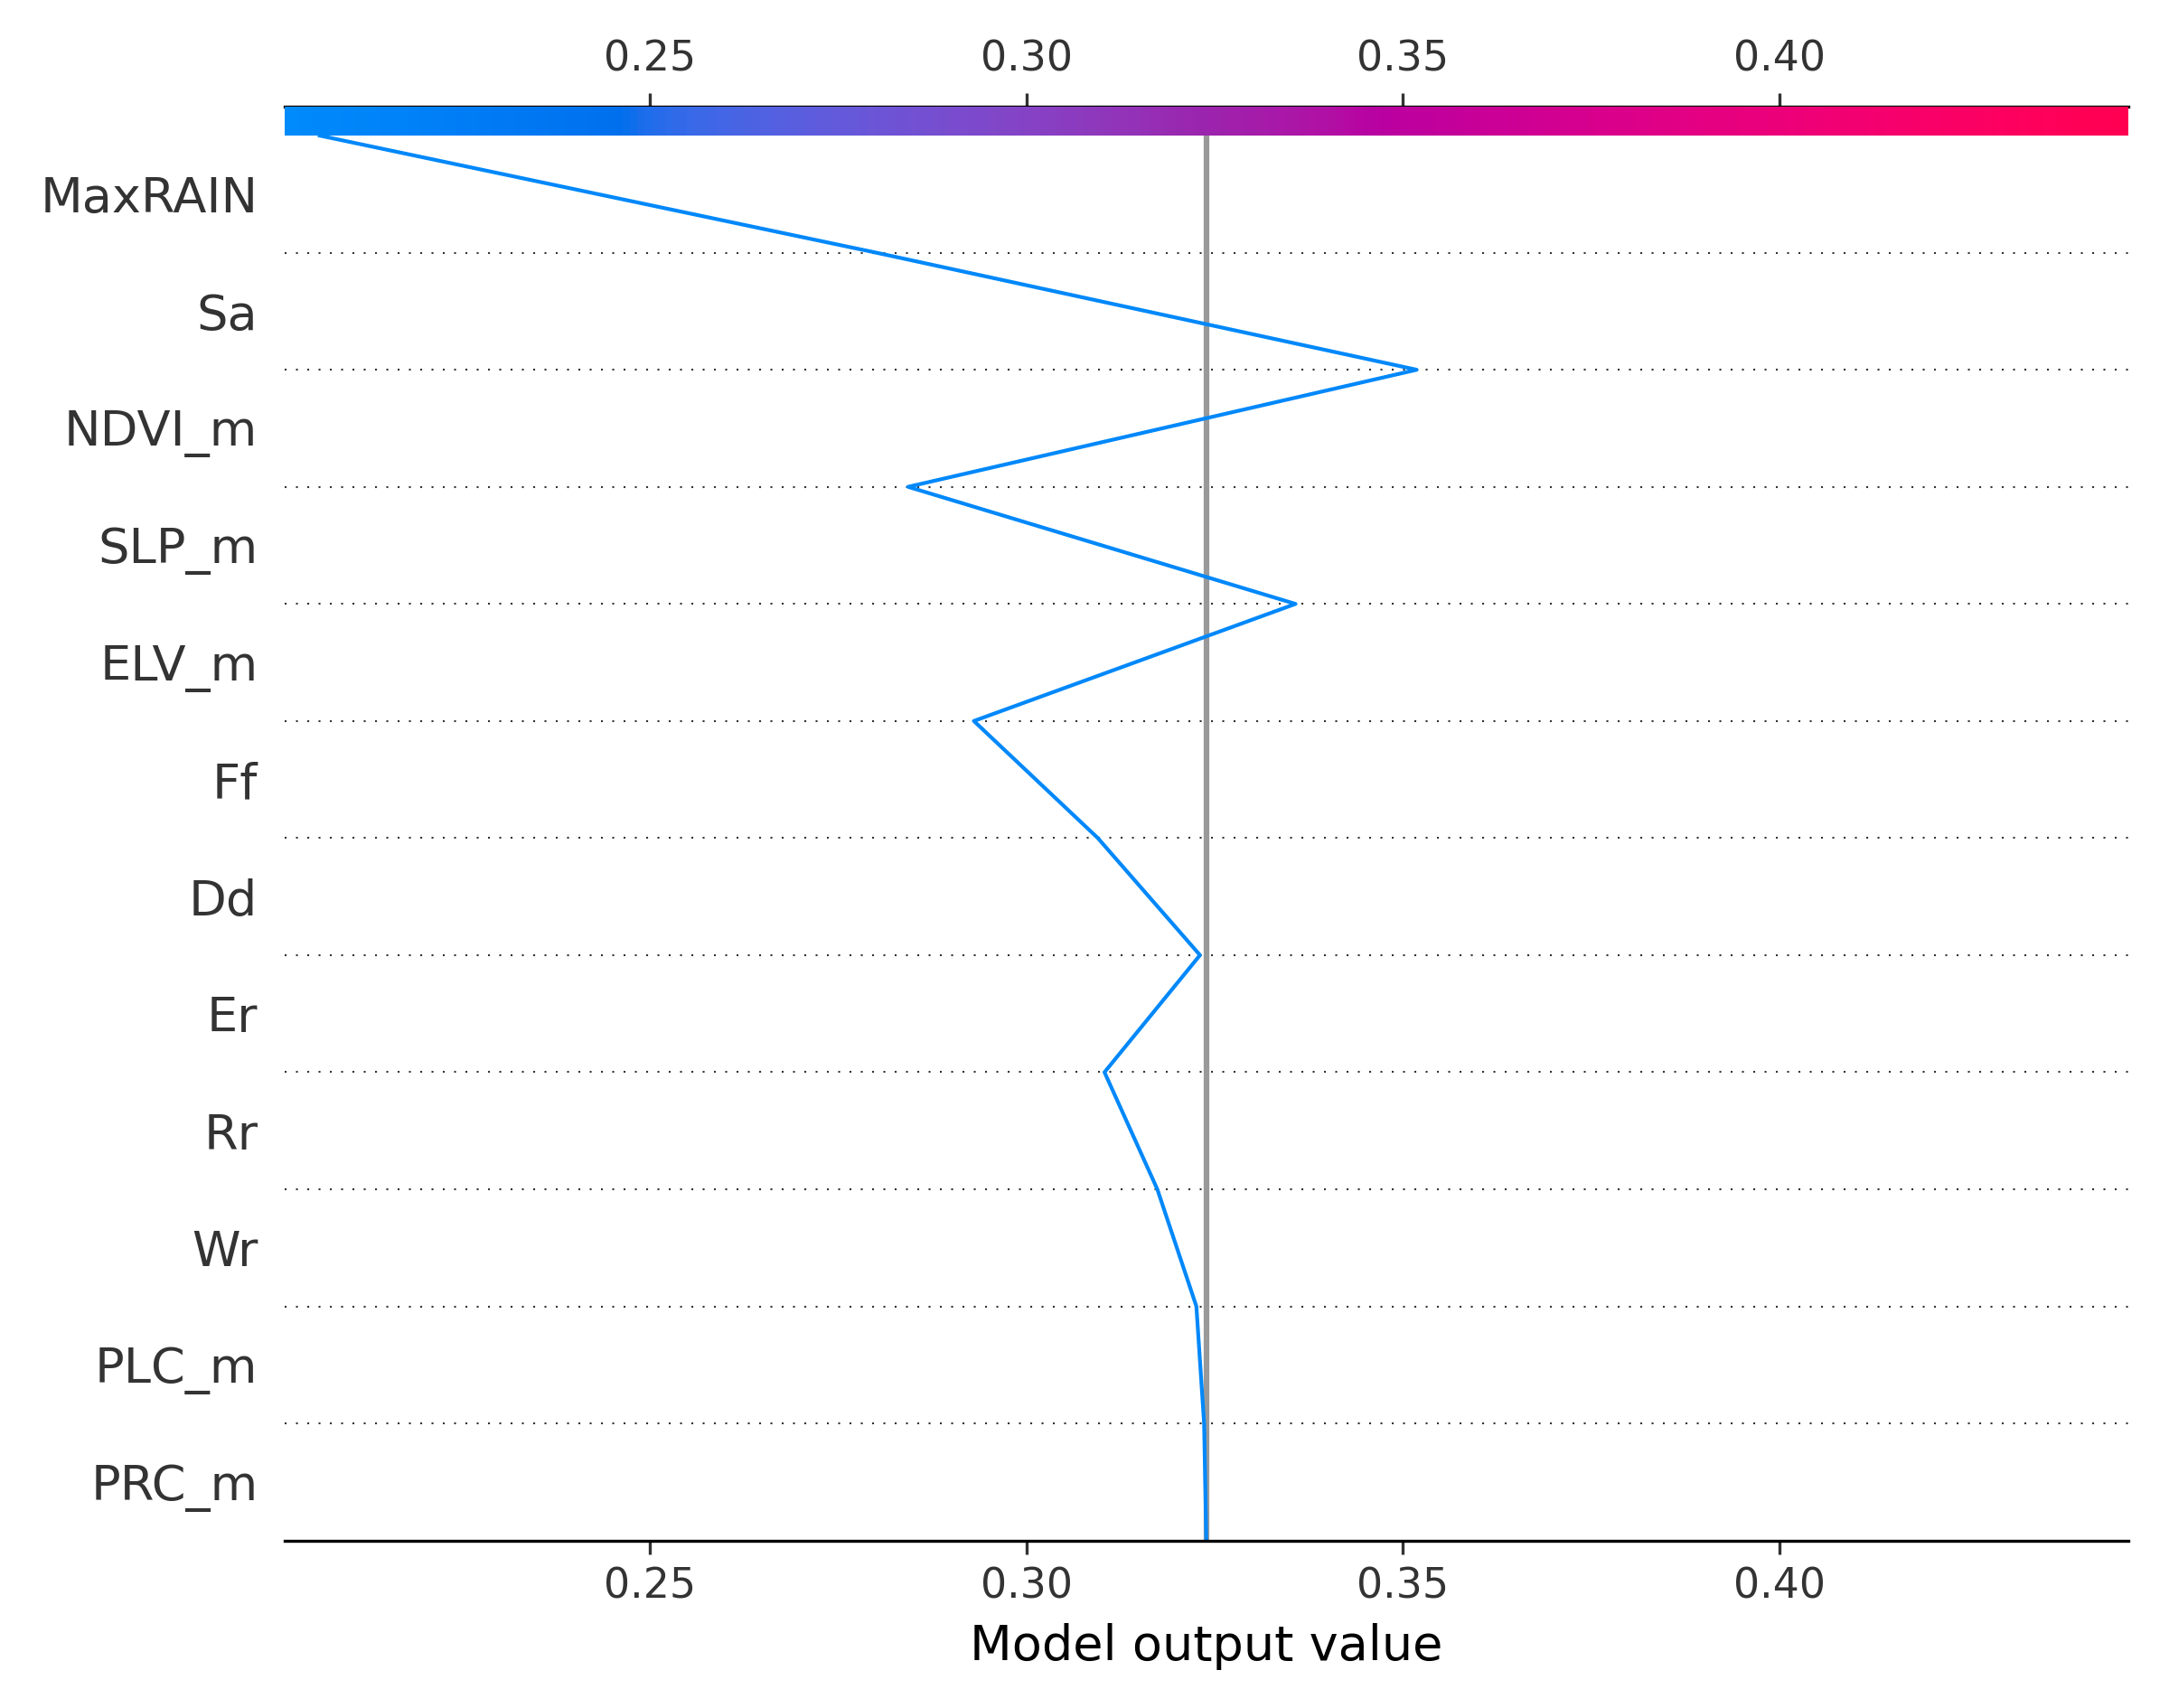 0.25 0.30 0.35 0.40
MaxRAIN
Sa
NDVI_m
SLP_m
ELV_m
Ff
Dd
Er
Rr
Wr
PLC_m
PRC_m
0.25 0.30 0.35 0.40
Model output value